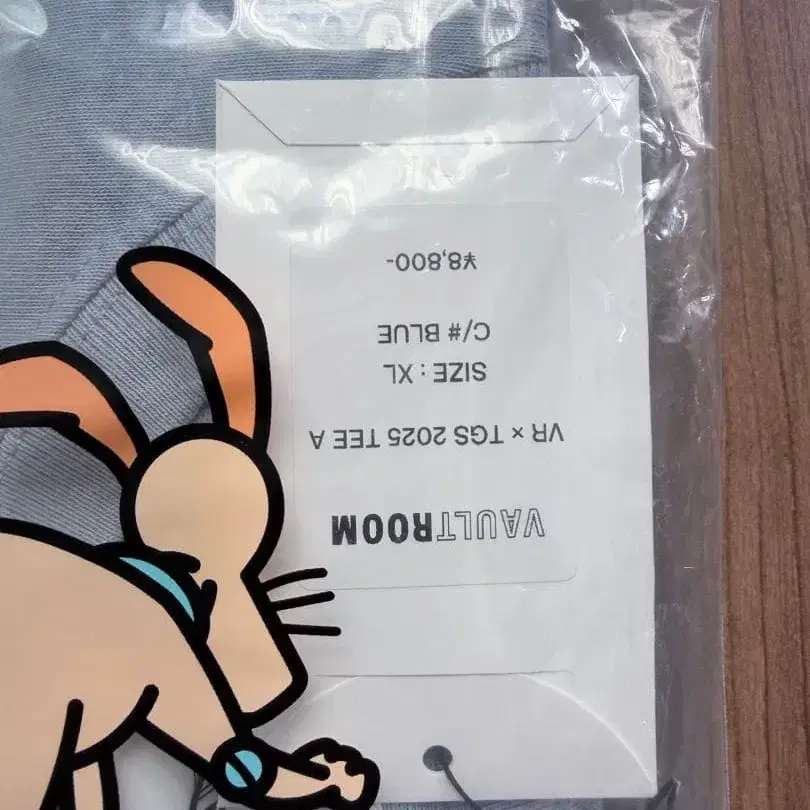 VAULTROOM
VR × TGS 2025 TEE A
SIZE : XL
C/# BLUE
¥8,800-